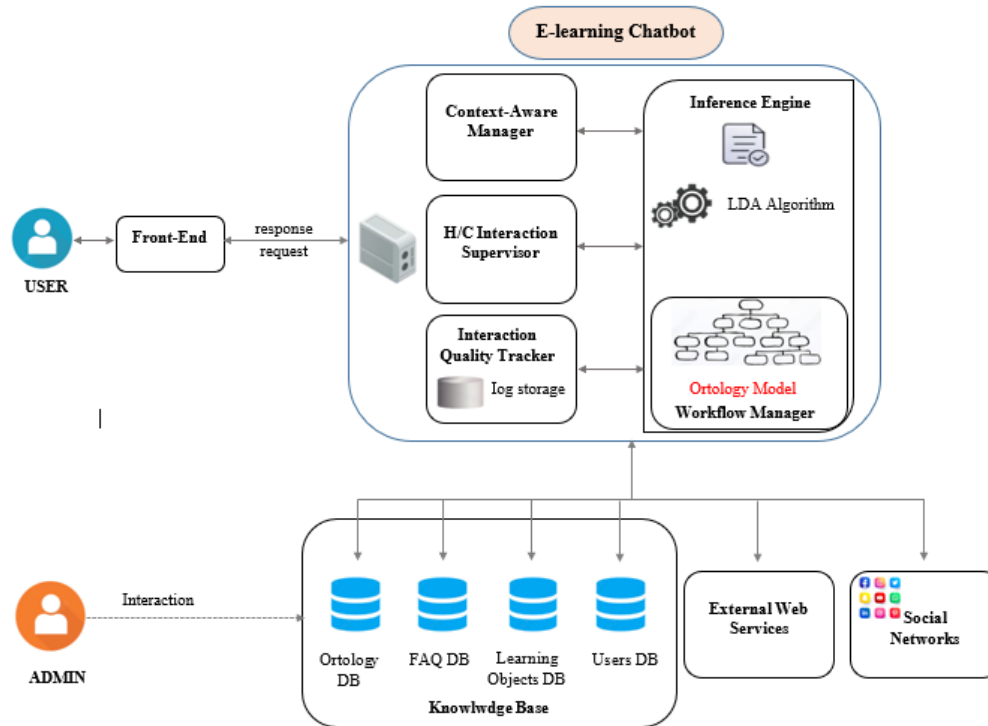 E-learning Chatbot
Context-Aware
Manager
Inference Engine
LDA Algorithm
H/C Interaction
Supervisor
Front-End
response
request
USER
Interaction
Quality Tracker
log storage
Ortology Model
Workflow Manager
Interaction
ADMIN
Ortology
DB
FAQ DB
Learning
Objects DB
Users DB
Knowlwdge Base
External Web
Services
Social
Networks